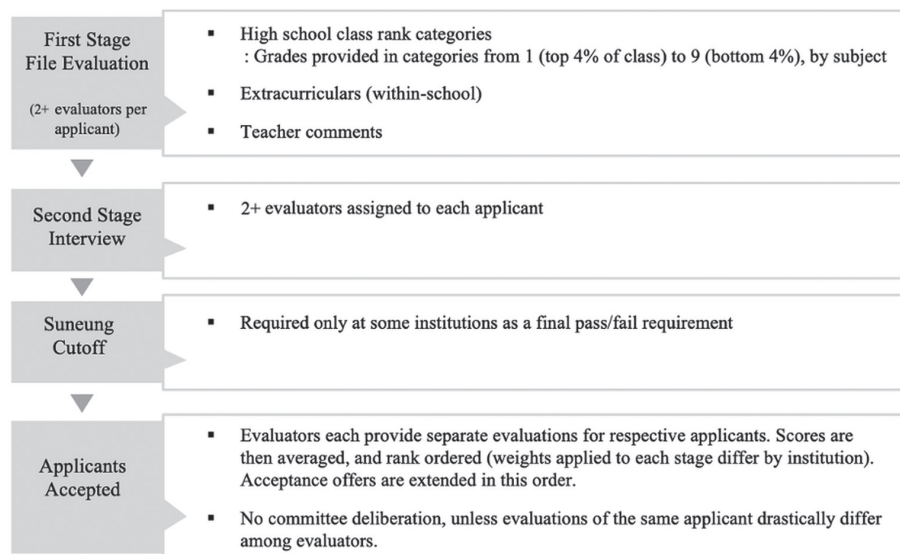 First Stage
File Evaluation
(2+ evaluators per
applicant)
▪ High school class rank categories
: Grades provided in categories from 1 (top 4% of class) to 9 (bottom 4%), by subject
▪ Extracurriculars (within-school)
▪ Teacher comments
Second Stage
Interview
▪ 2+ evaluators assigned to each applicant
Suneung
Cutoff
▪ Required only at some institutions as a final pass/fail requirement
Applicants
Accepted
▪ Evaluators each provide separate evaluations for respective applicants. Scores are
then averaged, and rank ordered (weights applied to each stage differ by institution).
Acceptance offers are extended in this order.
▪ No committee deliberation, unless evaluations of the same applicant drastically differ
among evaluators.